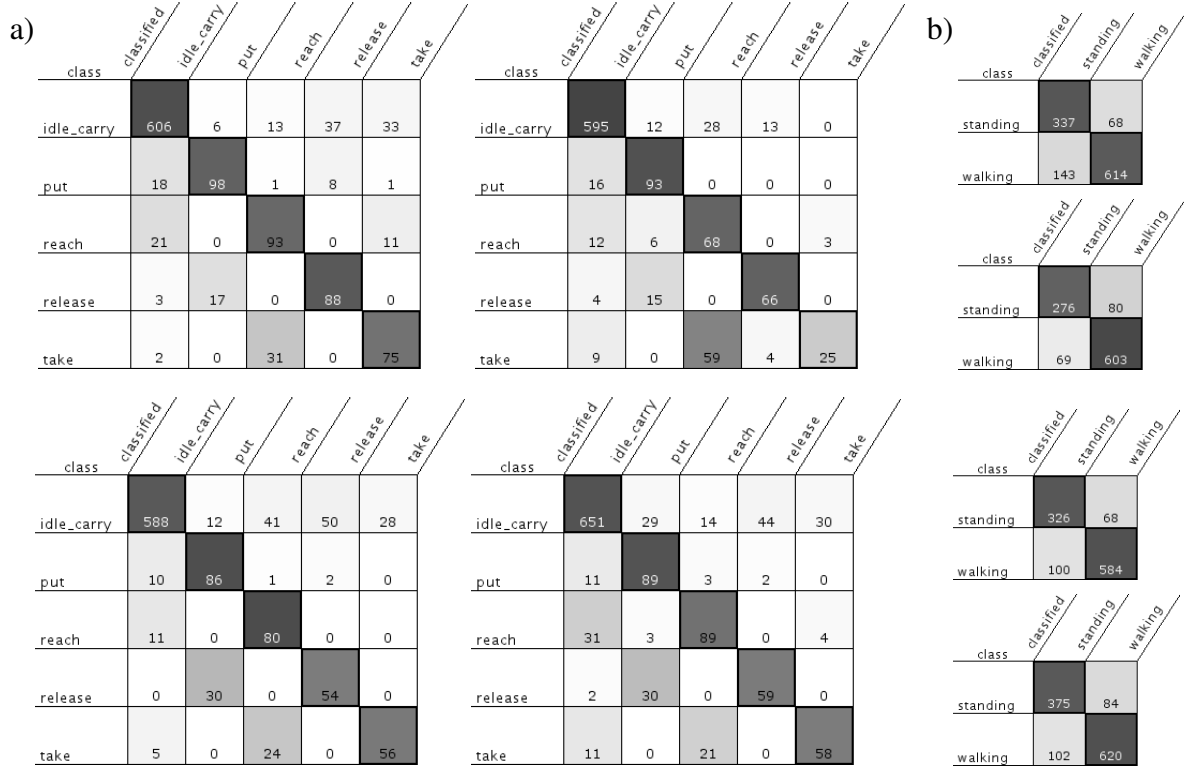 a)
class classified idle_carry put reach release take
idle_carry 606 6 13 37 33
put 18 98 1 8 1
reach 21 0 93 0 11
release 3 17 0 88 0
take 2 0 31 0 75
class classified idle_carry put reach release take
idle_carry 595 12 28 13 0
put 16 93 0 0 0
reach 12 6 68 0 3
release 4 15 0 66 0
take 9 0 59 4 25
class classified idle_carry put reach release take
idle_carry 588 12 41 50 28
put 10 86 1 2 0
reach 11 0 80 0 0
release 0 30 0 54 0
take 5 0 24 0 56
class classified idle_carry put reach release take
idle_carry 651 29 14 44 30
put 11 89 3 2 0
reach 31 3 89 0 4
release 2 30 0 59 0
take 11 0 21 0 58
b)
class classified standing walking
standing 337 68
walking 143 614
class classified standing walking
standing 276 80
walking 69 603
class classified standing walking
standing 326 68
walking 100 584
class classified standing walking
standing 375 84
walking 102 620